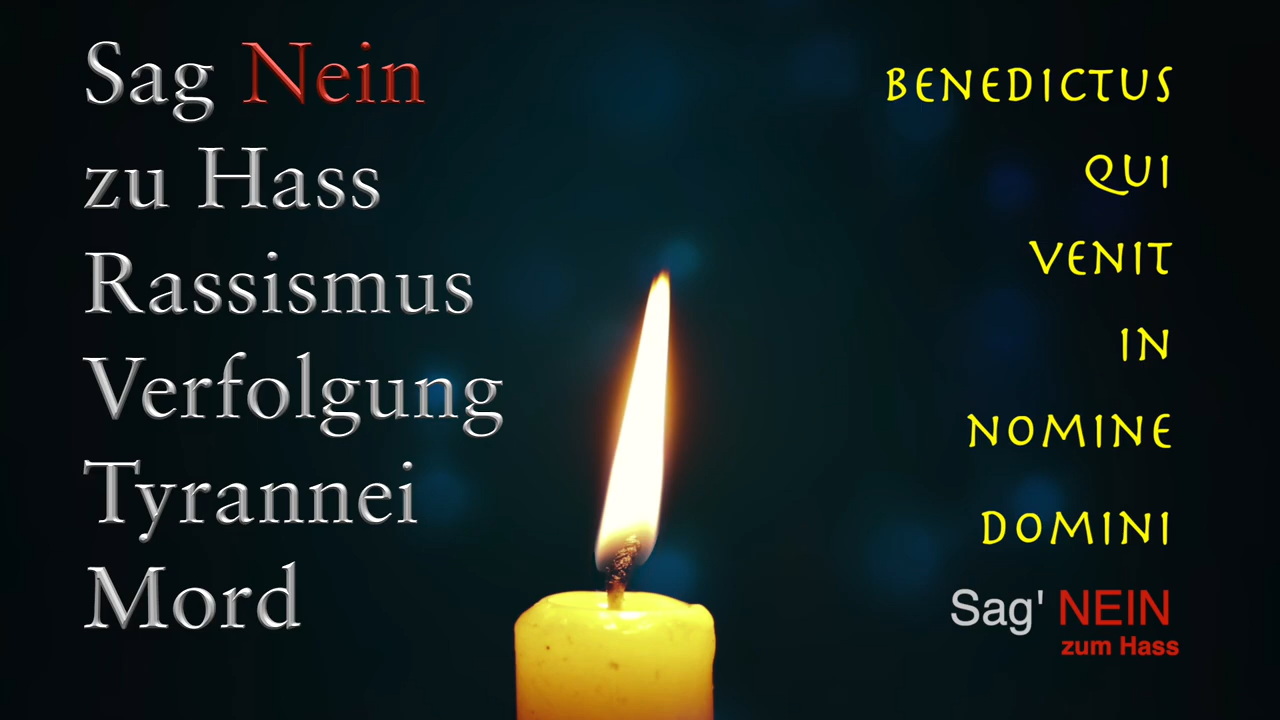 Sag Nein
zu Hass
Rassismus
Verfolgung
Tyrannei
Mord
BENEDICTUS
QUI
VENIT
IN
NOMINE
DOMINI
Sag' NEIN
zum Hass